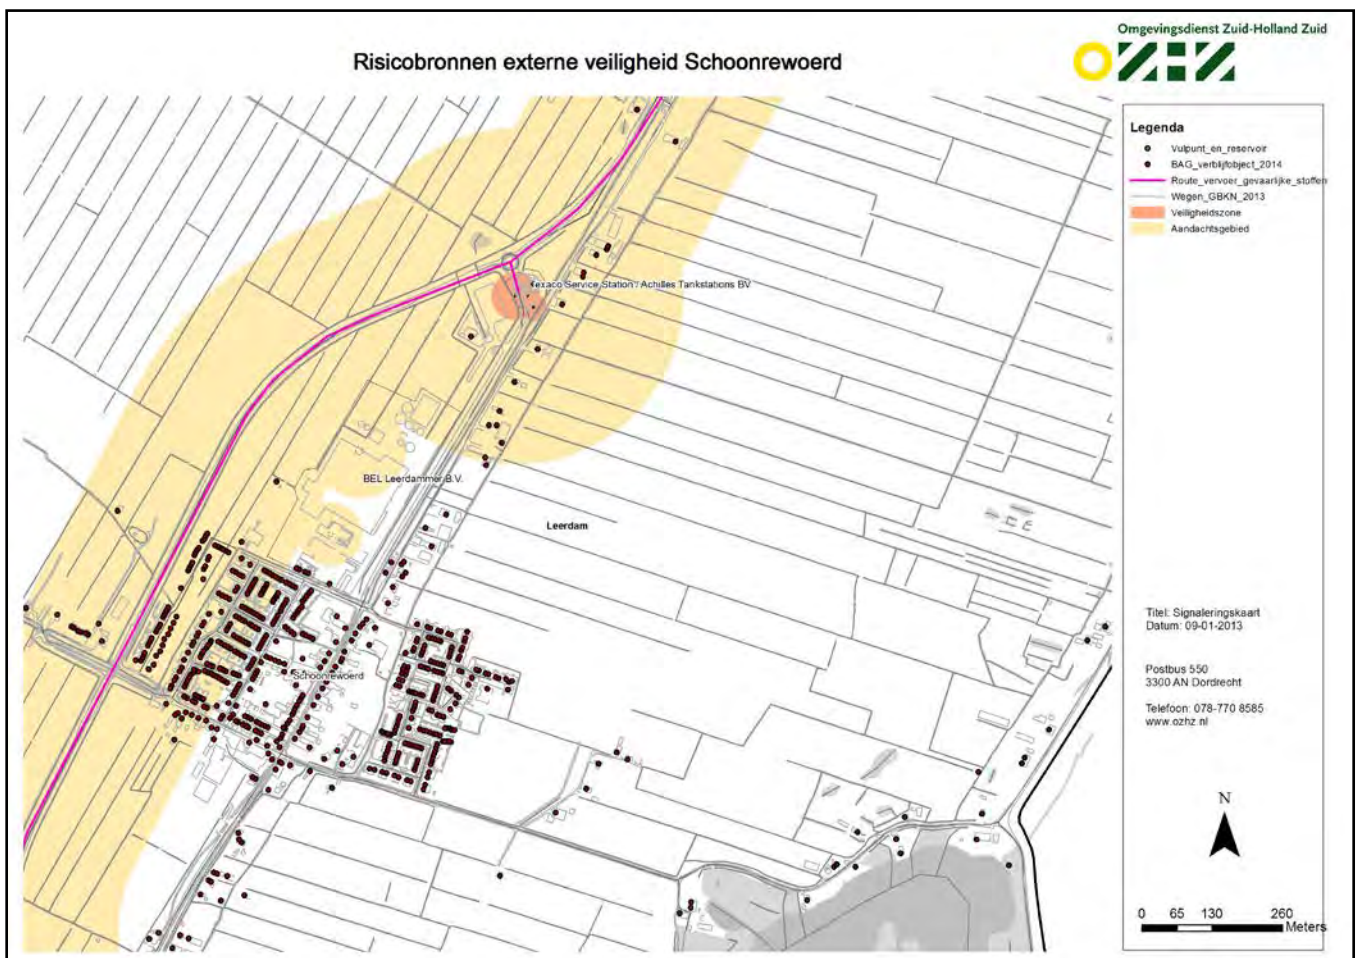 Omgevingsdienst Zuid-Holland Zuid
OZHZ
Risicobronnen externe veiligheid Schoonrewoerd
Legenda
Vulpunt_en_reservoir
BAG_verblijfobject_2014
Route_vervoer_gevaarlijke_stoffen
Wegen_GBKN_2013
Veiligheidszone
Aandachtsgebied
Texaco Service Station / Achilles Tankstations BV
BEL Leerdammer B.V.
Leerdam
Schoonrewoerd
Titel: Signaleringskaart
Datum: 09-01-2013
Postbus 550
3300 AN Dordrecht
Telefoon: 078-770 8585
www.ozhz.nl
N
0 65 130 260
Meters